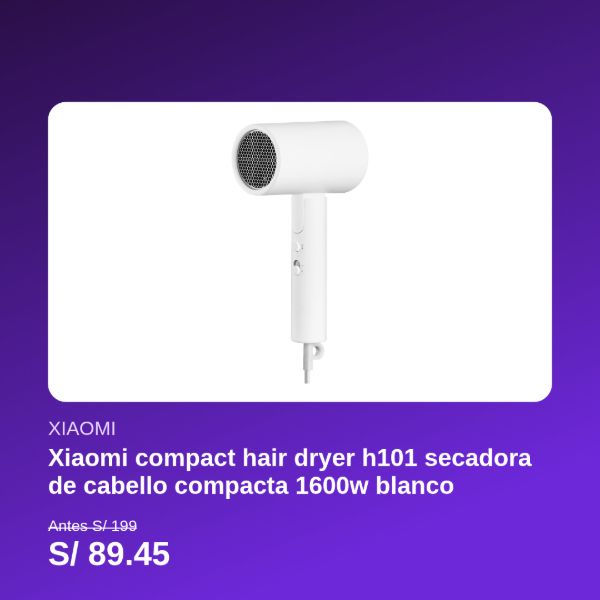 XIAOMI
Xiaomi compact hair dryer h101 secadora
de cabello compacta 1600w blanco
Antes S/ 199
S/ 89.45